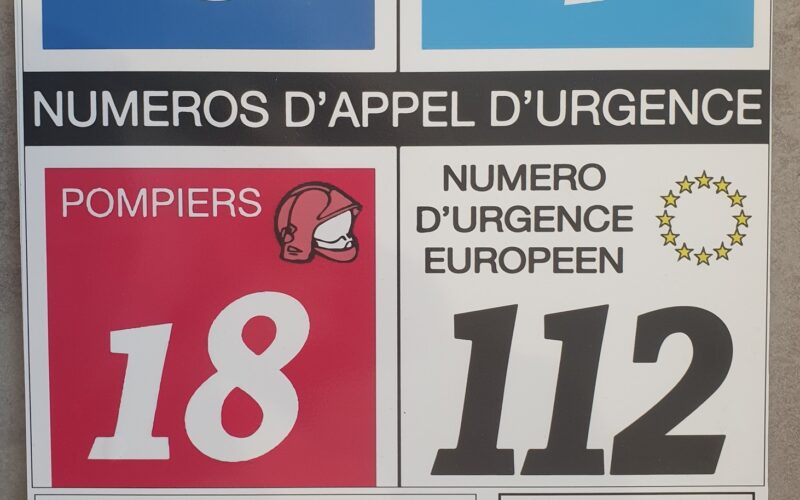 NUMEROS D'APPEL D'URGENCE
POMPIERS
18
NUMERO
D'URGENCE
EUROPEEN
112